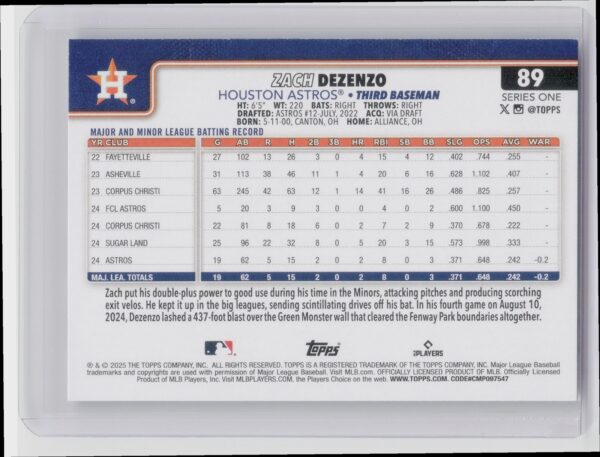 H
ZACH DEZENZO
89
HOUSTON ASTROS® • THIRD BASEMAN
SERIES ONE
HT: 6'5" WT: 220 BATS: RIGHT THROWS: RIGHT
@TOPPS
DRAFTED: ASTROS #12-JULY, 2022 ACQ: VIA DRAFT
BORN: 5-11-00, CANTON, OH HOME: ALLIANCE, OH
MAJOR AND MINOR LEAGUE BATTING RECORD
YR CLUB G AB R H 2B 3B HR RBI SB BB SLG OPS AVG WAR
22 FAYETTEVILLE 27 102 13 26 3 0 4 15 4 12 .402 .744 .255 -
23 ASHEVILLE 31 113 38 46 11 1 4 20 6 16 .628 1.102 .407 -
23 CORPUS CHRISTI 63 245 42 63 12 1 14 41 16 26 .486 .825 .257 -
24 FCL ASTROS 5 20 3 9 3 0 0 4 0 2 .600 1.100 .450 -
24 CORPUS CHRISTI 22 81 8 18 6 0 2 7 2 9 .370 .678 .222 -
24 SUGAR LAND 25 96 22 32 8 0 5 20 3 15 .573 .998 .333 -
24 ASTROS 19 62 5 15 2 0 2 8 0 3 .371 .648 .242 -0.2
MAJ. LEA. TOTALS 19 62 5 15 2 0 2 8 0 3 .371 .648 .242 -0.2
Zach put his double-plus power to good use during his time in the Minors, attacking pitches and producing scorching
exit velos. He kept it up in the big leagues, sending scintillating drives off his bat. In his fourth game on August 10,
2024, Dezenzo lashed a 437-foot blast over the Green Monster wall that cleared the Fenway Park boundaries altogether.
Topps
PLAYERS
® & © 2025 THE TOPPS COMPANY, INC. ALL RIGHTS RESERVED. TOPPS IS A REGISTERED TRADEMARK OF THE TOPPS COMPANY, INC. Major League Baseball
trademarks and copyrights are used with permission of Major League Baseball. Visit MLB.com. OFFICIALLY LICENSED PRODUCT OF MLB. Officially Licensed
Product of MLB Players, Inc. Visit MLBPLAYERS.COM, the Players Choice on the web. WWW.TOPPS.COM. CODE#CMP097547